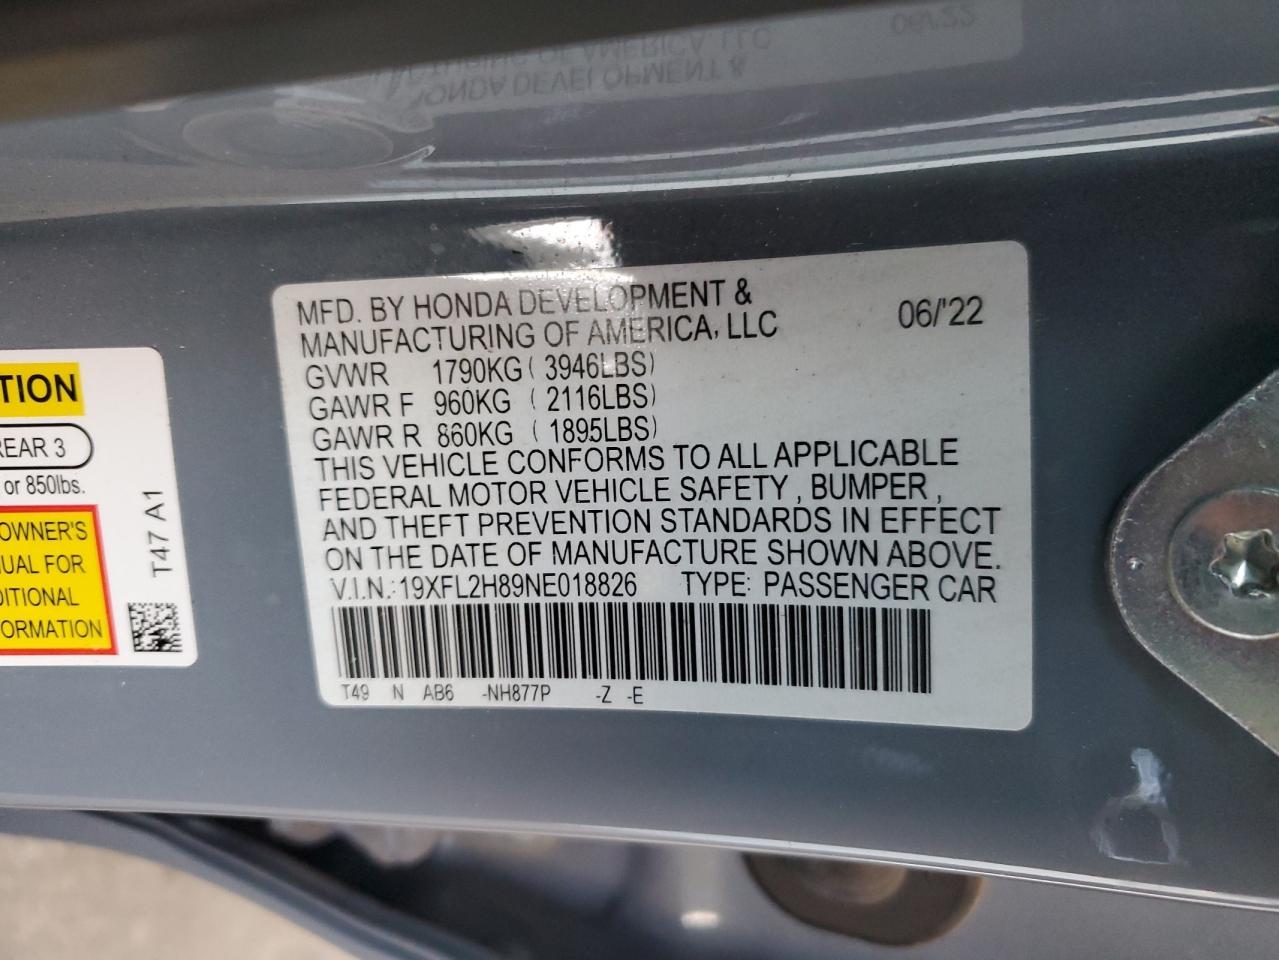 MFD. BY HONDA DEVELOPMENT &
MANUFACTURING OF AMERICA, LLC 06/'22
GVWR 1790KG ( 3946LBS)
GAWR F 960KG ( 2116LBS)
GAWR R 860KG ( 1895LBS)
THIS VEHICLE CONFORMS TO ALL APPLICABLE
FEDERAL MOTOR VEHICLE SAFETY , BUMPER ,
AND THEFT PREVENTION STANDARDS IN EFFECT
ON THE DATE OF MANUFACTURE SHOWN ABOVE.
V.I.N.: 19XFL2H89NE018826 TYPE: PASSENGER CAR
T49 N AB6 -NH877P -Z -E
TION
REAR 3
or 850lbs.
OWNER'S
UAL FOR
DITIONAL
ORMATION
T47 A1